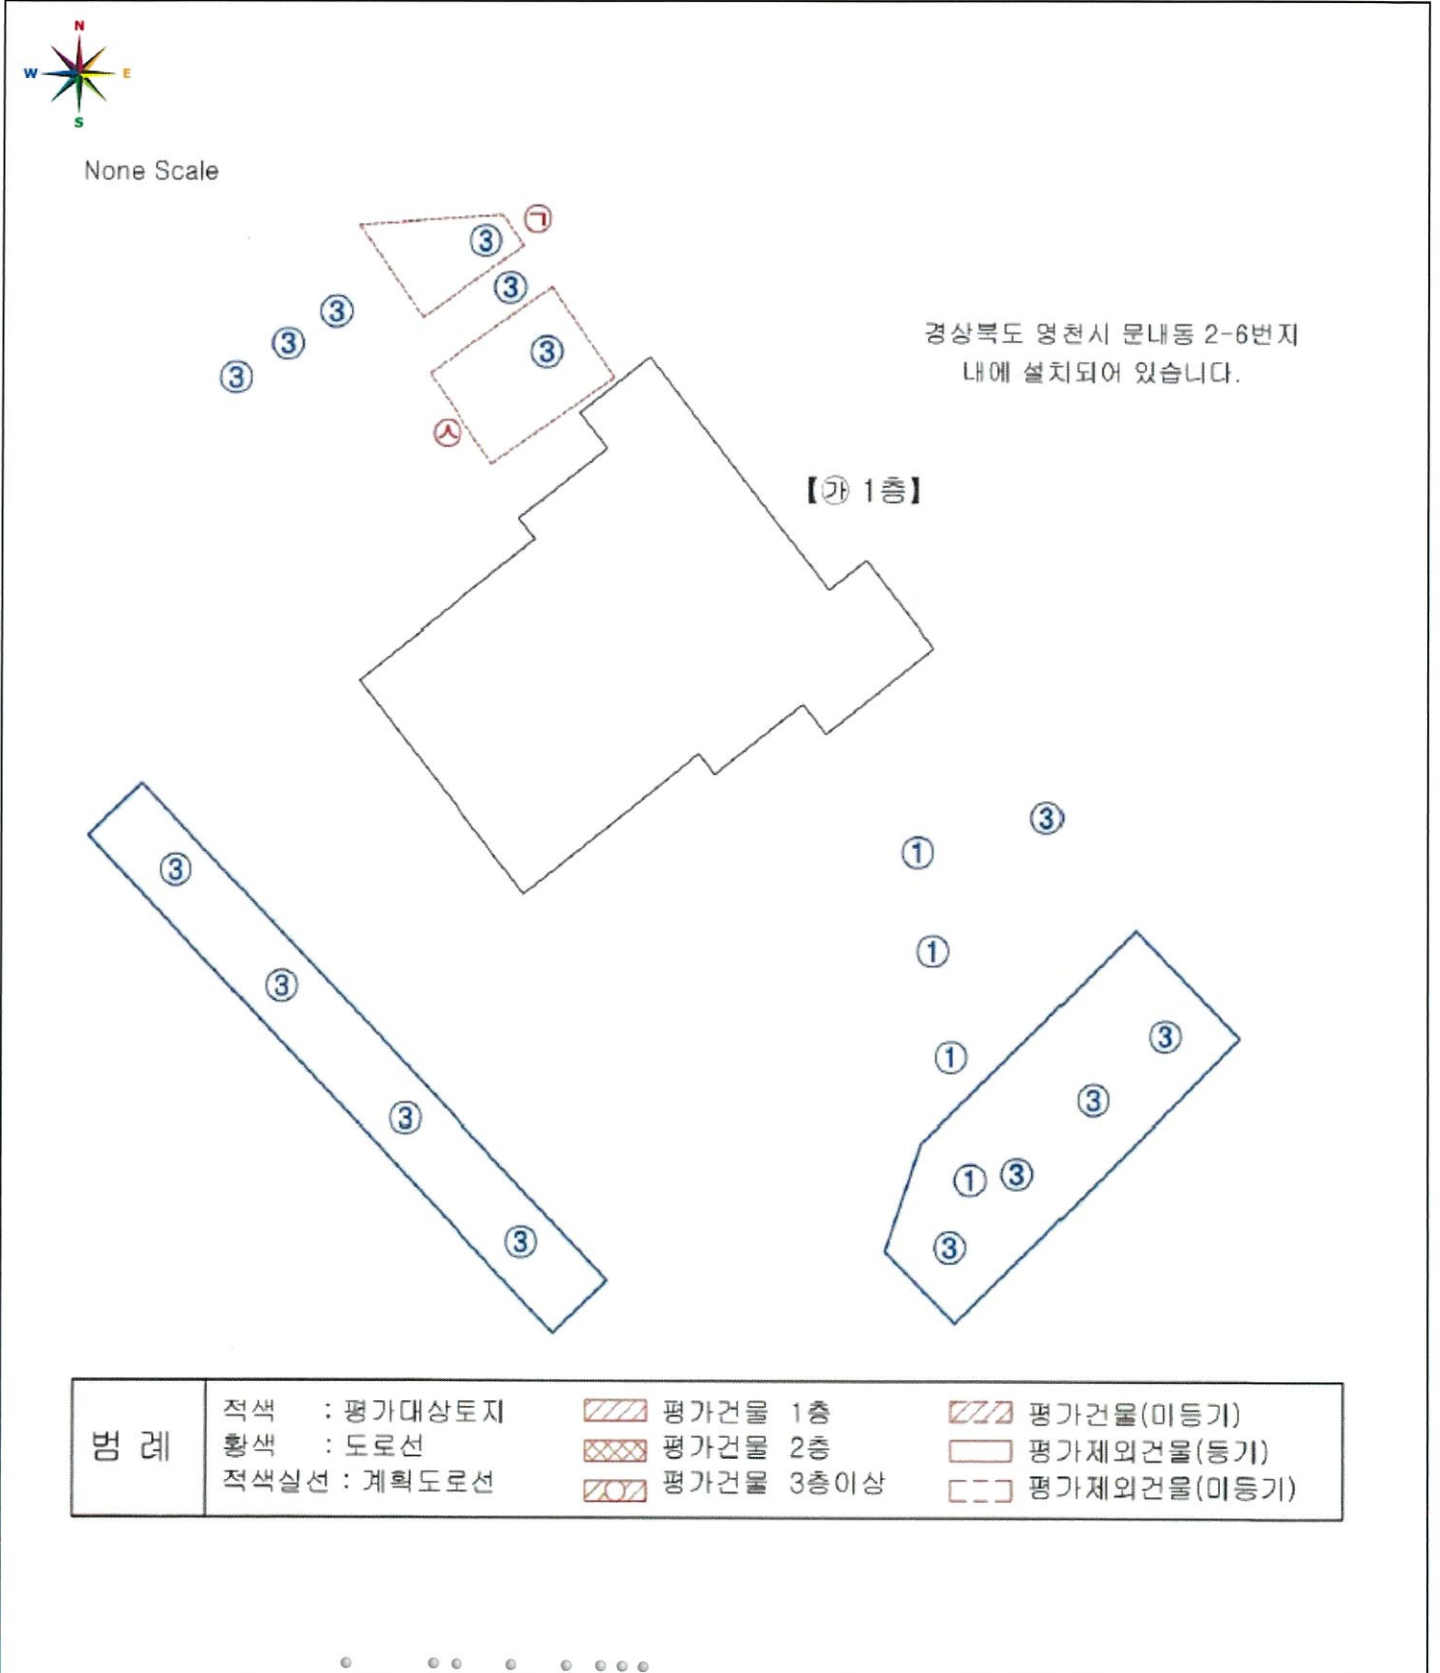 N
W E
S
None Scale
㉠
③
③
③
③
③
③
경상북도 영천시 문내동 2-6번지
내에 설치되어 있습니다.
㉦
【㉮ 1층】
③
①
③
①
③
③
①
③
③
① ③
③
③
범 례
적색 : 평가대상토지
황색 : 도로선
적색실선 : 계획도로선
평가건물 1층
평가건물 2층
평가건물 3층이상
평가건물(미등기)
평가제외건물(등기)
평가제외건물(미등기)